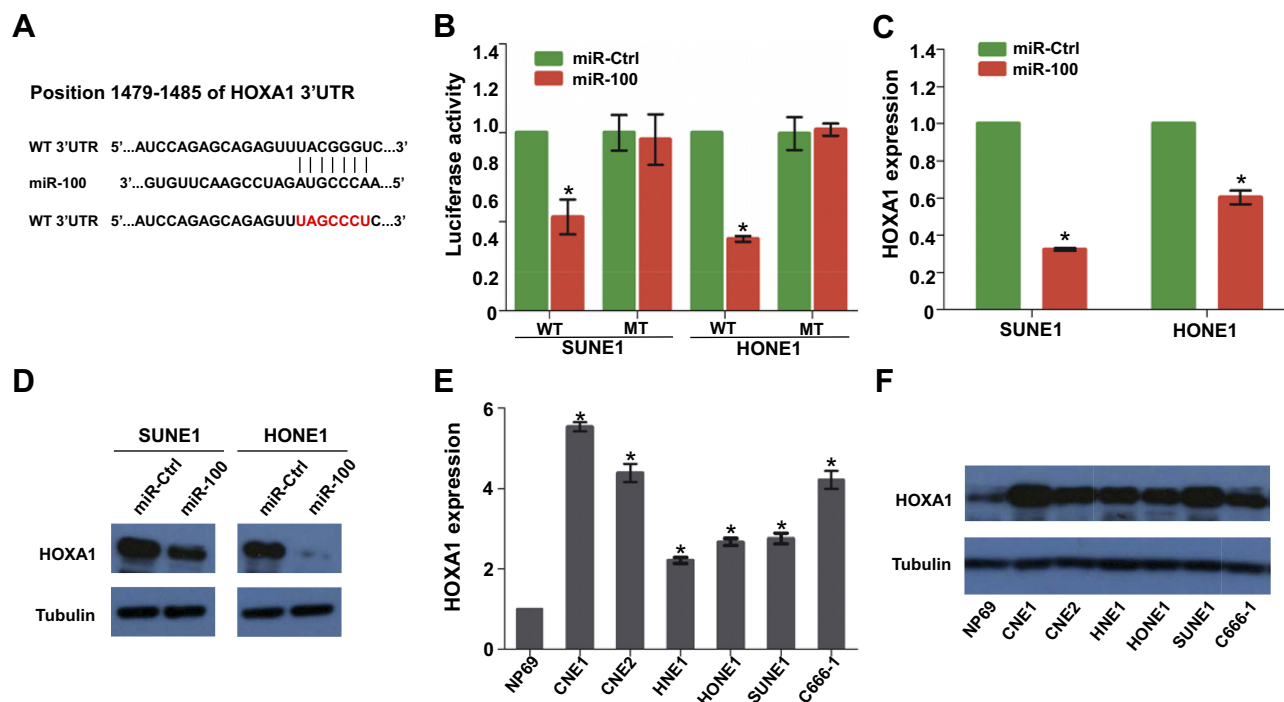 A
Position 1479-1485 of HOXA1 3'UTR
WT 3'UTR 5'...AUCCAGAGCAGAGUUUACGGGUC...3'
miR-100 3'...GUGUUCAAGCCUAGAUGCCCAA...5'
WT 3'UTR 5'...AUCCAGAGCAGAGUUUAGCCCUC...3'
B
Luciferase activity
1.4
1.2
1.0
0.8
0.6
0.4
0.2
0
miR-Ctrl
miR-100
*
*
WT MT WT MT
SUNE1 HONE1
C
HOXA1 expression
1.4
1.2
1.0
0.8
0.6
0.4
0.2
0
miR-Ctrl
miR-100
*
*
SUNE1 HONE1
D
SUNE1 HONE1
miR-Ctrl miR-100 miR-Ctrl miR-100
HOXA1
Tubulin
E
HOXA1 expression
6
4
2
0
* * * * * *
NP69 CNE1 CNE2 HNE1 HONE1 SUNE1 C666-1
F
HOXA1
Tubulin
NP69 CNE1 CNE2 HNE1 HONE1 SUNE1 C666-1